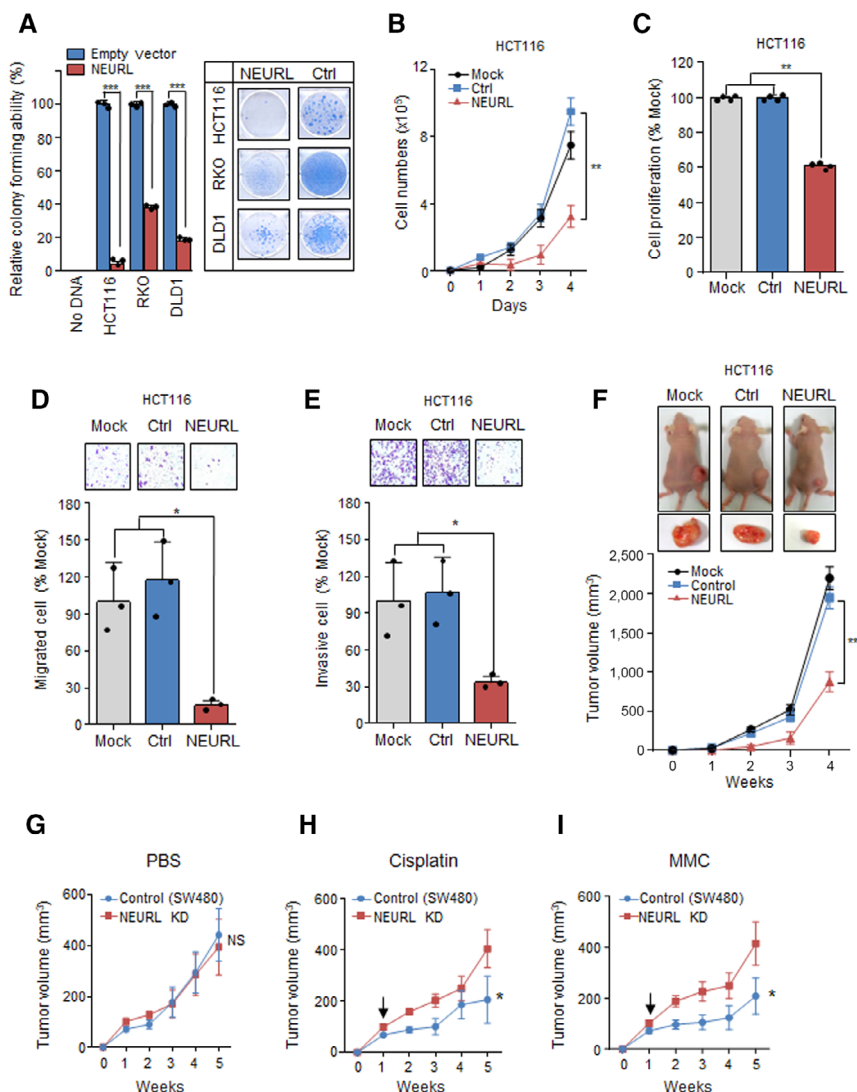 A
Empty vector
NEURL
Relative colony forming ability (%)
100
80
60
40
20
0
***
***
***
No DNA
HCT116
RKO
DLD1
NEURL Ctrl
HCT116
RKO
DLD1
B
HCT116
Mock
Ctrl
NEURL
Cell numbers (x10⁵)
12
8
4
0
**
0 1 2 3 4
Days
C
HCT116
**
Cell proliferation (% Mock)
120
100
80
60
40
20
0
Mock Ctrl NEURL
D
HCT116
Mock Ctrl NEURL
Migrated cell (% Mock)
180
150
120
90
60
30
0
*
Mock Ctrl NEURL
E
HCT116
Mock Ctrl NEURL
Invasive cell (% Mock)
180
150
120
90
60
30
0
*
Mock Ctrl NEURL
F
HCT116
Mock Ctrl NEURL
Mock
Control
NEURL
Tumor volume (mm³)
2,500
2,000
1,500
1,000
500
0
**
0 1 2 3 4
Weeks
G
PBS
Control (SW480)
NEURL KD
Tumor volume (mm³)
600
400
200
0
NS
0 1 2 3 4 5
Weeks
H
Cisplatin
Control (SW480)
NEURL KD
Tumor volume (mm³)
600
400
200
0
*
0 1 2 3 4 5
Weeks
I
MMC
Control (SW480)
NEURL KD
Tumor volume (mm³)
600
400
200
0
*
0 1 2 3 4 5
Weeks